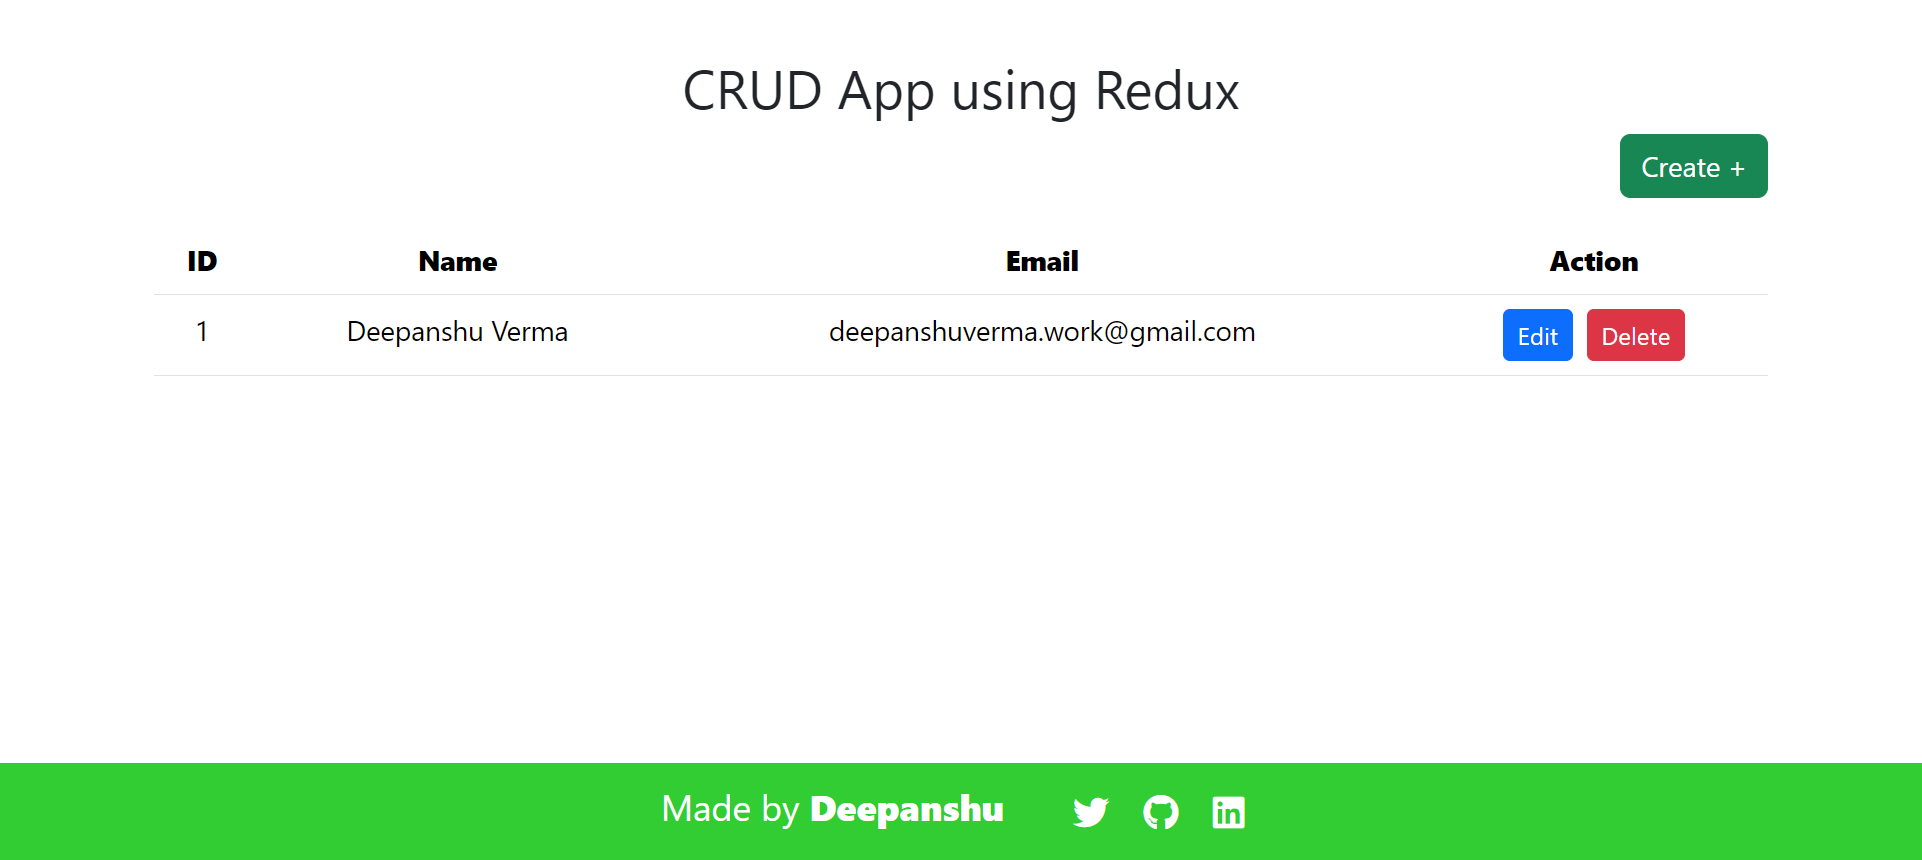 CRUD App using Redux
Create +
ID Name Email Action
1 Deepanshu Verma deepanshuverma.work@gmail.com Edit Delete
Made by Deepanshu